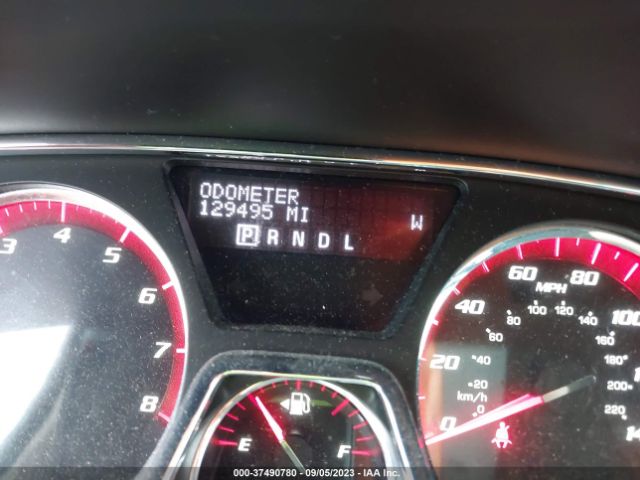 ODOMETER
129495 MI
W
P R N D L
3 4 5 6 7 8
E F
0 20 40 60 80 100
MPH
0 20 40 60 80 100 120 140 160 180 200 220
km/h
000-37490780 - 09/05/2023 - IAA Inc.